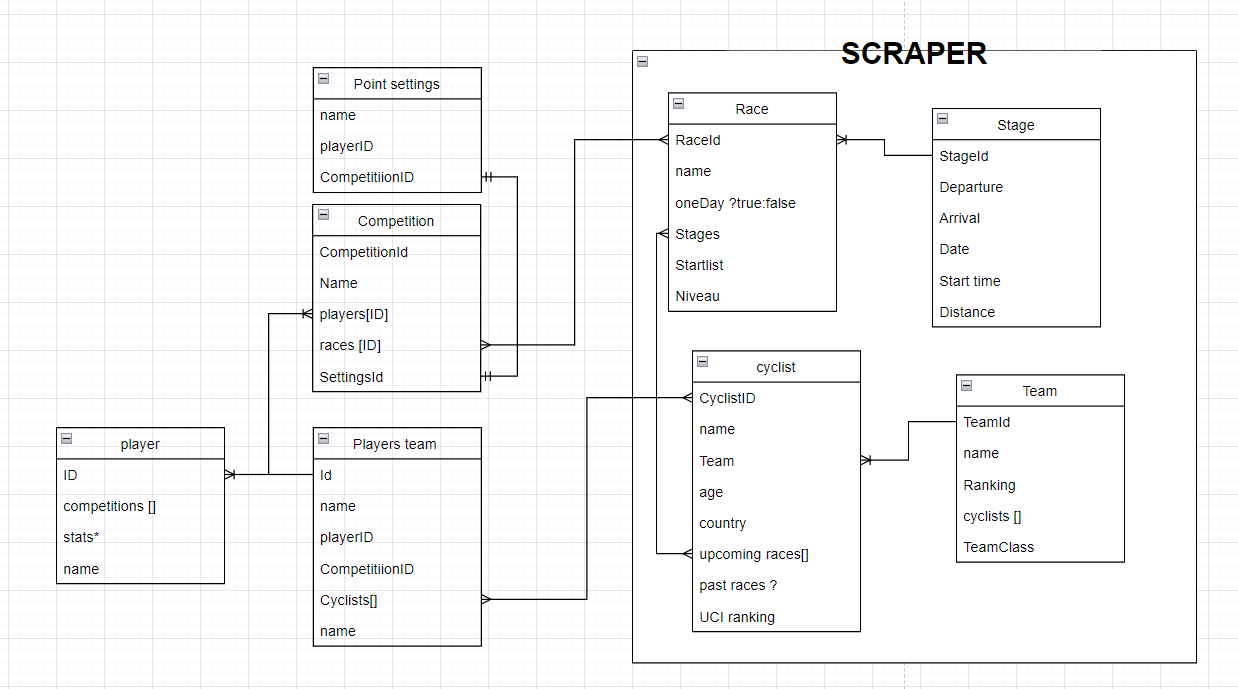 SCRAPER
Point settings
name
playerID
CompetitiionID
Competition
CompetitionId
Name
players[ID]
races [ID]
SettingsId
player
ID
competitions []
stats*
name
Players team
Id
name
playerID
CompetitiionID
Cyclists[]
name
Race
RaceId
name
oneDay ?true:false
Stages
Startlist
Niveau
Stage
StageId
Departure
Arrival
Date
Start time
Distance
cyclist
CyclistID
name
Team
age
country
upcoming races[]
past races ?
UCI ranking
Team
TeamId
name
Ranking
cyclists []
TeamClass